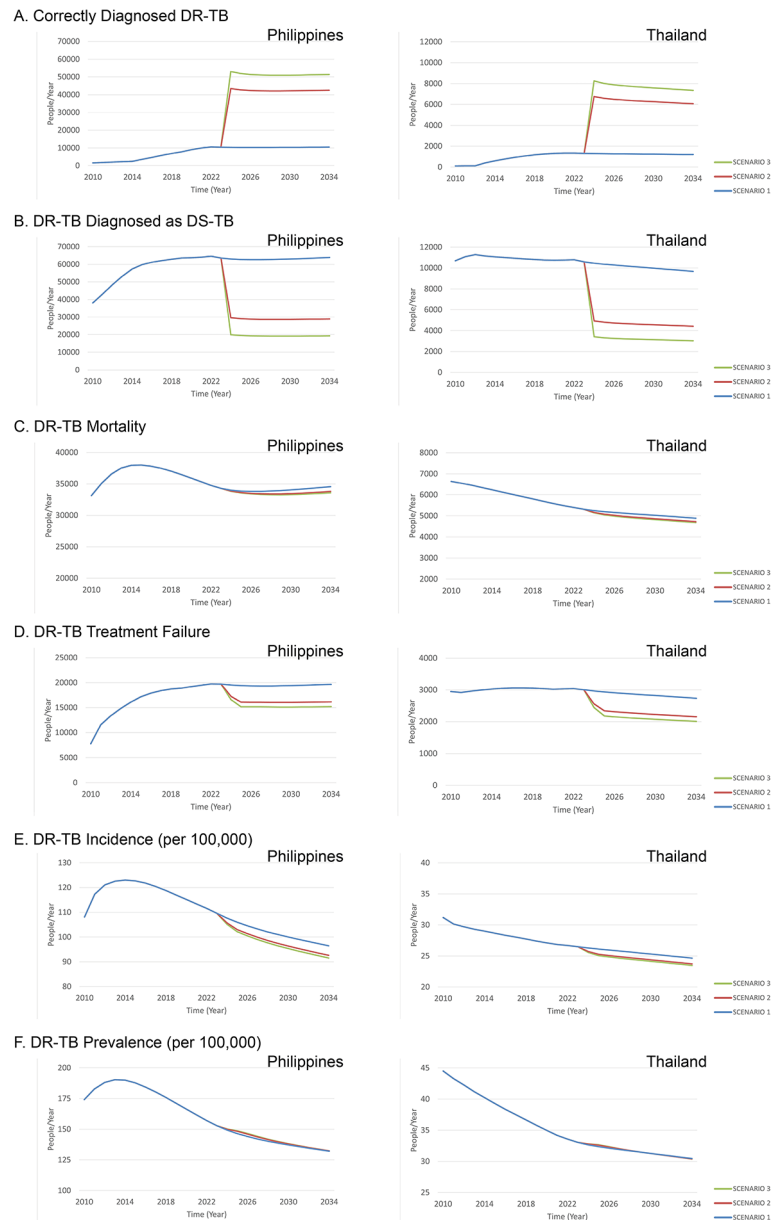 A. Correctly Diagnosed DR-TB
Philippines
Thailand
People/Year
70000
60000
50000
40000
30000
20000
10000
0
2010 2014 2018 2022 2026 2030 2034
Time (Year)
People/Year
12000
10000
8000
6000
4000
2000
0
2010 2014 2018 2022 2026 2030 2034
Time (Year)
SCENARIO 3
SCENARIO 2
SCENARIO 1
B. DR-TB Diagnosed as DS-TB
Philippines
Thailand
People/Year
70000
60000
50000
40000
30000
20000
10000
0
2010 2014 2018 2022 2026 2030 2034
Time (Year)
People/Year
12000
10000
8000
6000
4000
2000
0
2010 2014 2018 2022 2026 2030 2034
Time (Year)
SCENARIO 3
SCENARIO 2
SCENARIO 1
C. DR-TB Mortality
Philippines
Thailand
People/Year
40000
35000
30000
25000
20000
2010 2014 2018 2022 2026 2030 2034
Time (Year)
People/Year
8000
7000
6000
5000
4000
3000
2000
2010 2014 2018 2022 2026 2030 2034
Time (Year)
SCENARIO 3
SCENARIO 2
SCENARIO 1
D. DR-TB Treatment Failure
Philippines
Thailand
People/Year
25000
20000
15000
10000
5000
0
2010 2014 2018 2022 2026 2030 2034
Time (Year)
People/Year
4000
3000
2000
1000
0
2010 2014 2018 2022 2026 2030 2034
Time (Year)
SCENARIO 3
SCENARIO 2
SCENARIO 1
E. DR-TB Incidence (per 100,000)
Philippines
Thailand
People/Year
130
120
110
100
90
80
2010 2014 2018 2022 2026 2030 2034
Time (Year)
People/Year
40
35
30
25
20
2010 2014 2018 2022 2026 2030 2034
Time (Year)
SCENARIO 3
SCENARIO 2
SCENARIO 1
F. DR-TB Prevalence (per 100,000)
Philippines
Thailand
People/Year
200
175
150
125
100
2010 2014 2018 2022 2026 2030 2034
Time (Year)
People/Year
45
40
35
30
25
2010 2014 2018 2022 2026 2030 2034
Time (Year)
SCENARIO 3
SCENARIO 2
SCENARIO 1